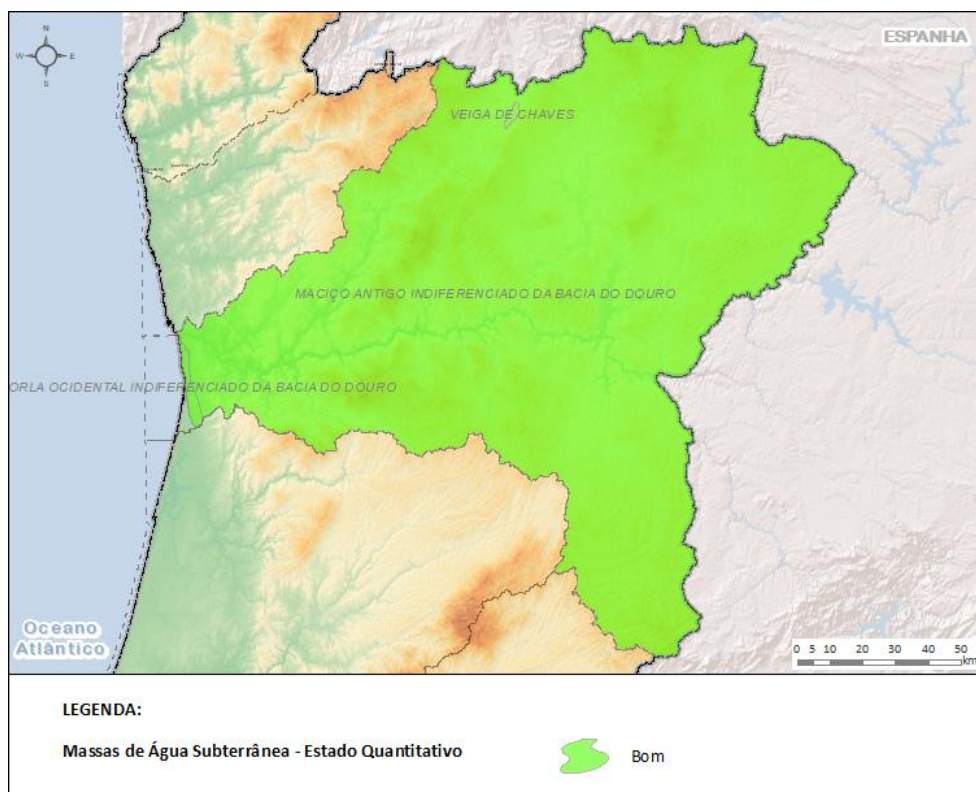 N
W E
S
ESPANHA
VEIGA DE CHAVES
MACIÇO ANTIGO INDIFERENCIADO DA BACIA DO DOURO
ORLA OCIDENTAL INDIFERENCIADO DA BACIA DO DOURO
Oceano
Atlântico
0 5 10 20 30 40 50
km
LEGENDA:
Massas de Água Subterrânea - Estado Quantitativo
Bom